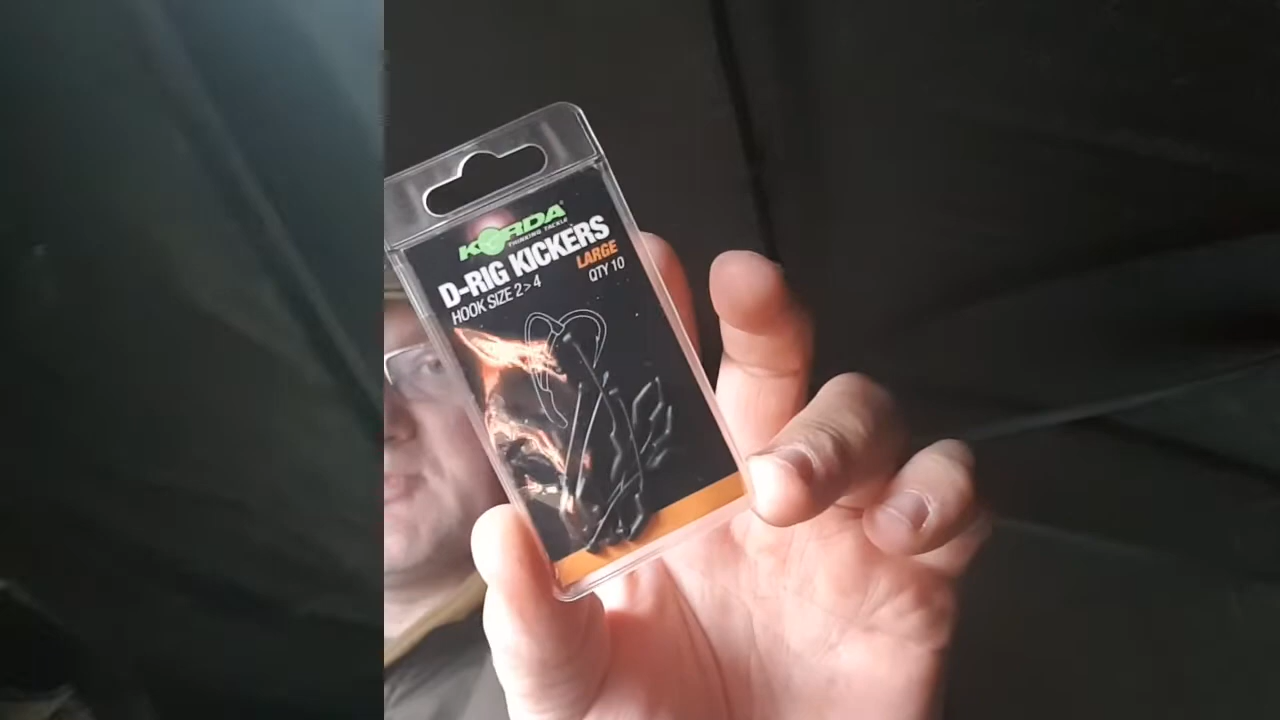 KORDA
THINKING TACKLE
D-RIG KICKERS
HOOK SIZE 2>4
LARGE
QTY 10